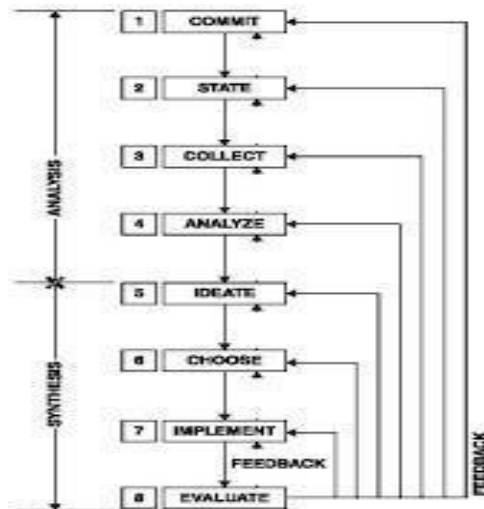 1 COMMIT
2 STATE
3 COLLECT
ANALYSIS
4 ANALYZE
5 IDEATE
6 CHOOSE
SYNTHESIS
7 IMPLEMENT
FEEDBACK
FEEDBACK
8 EVALUATE